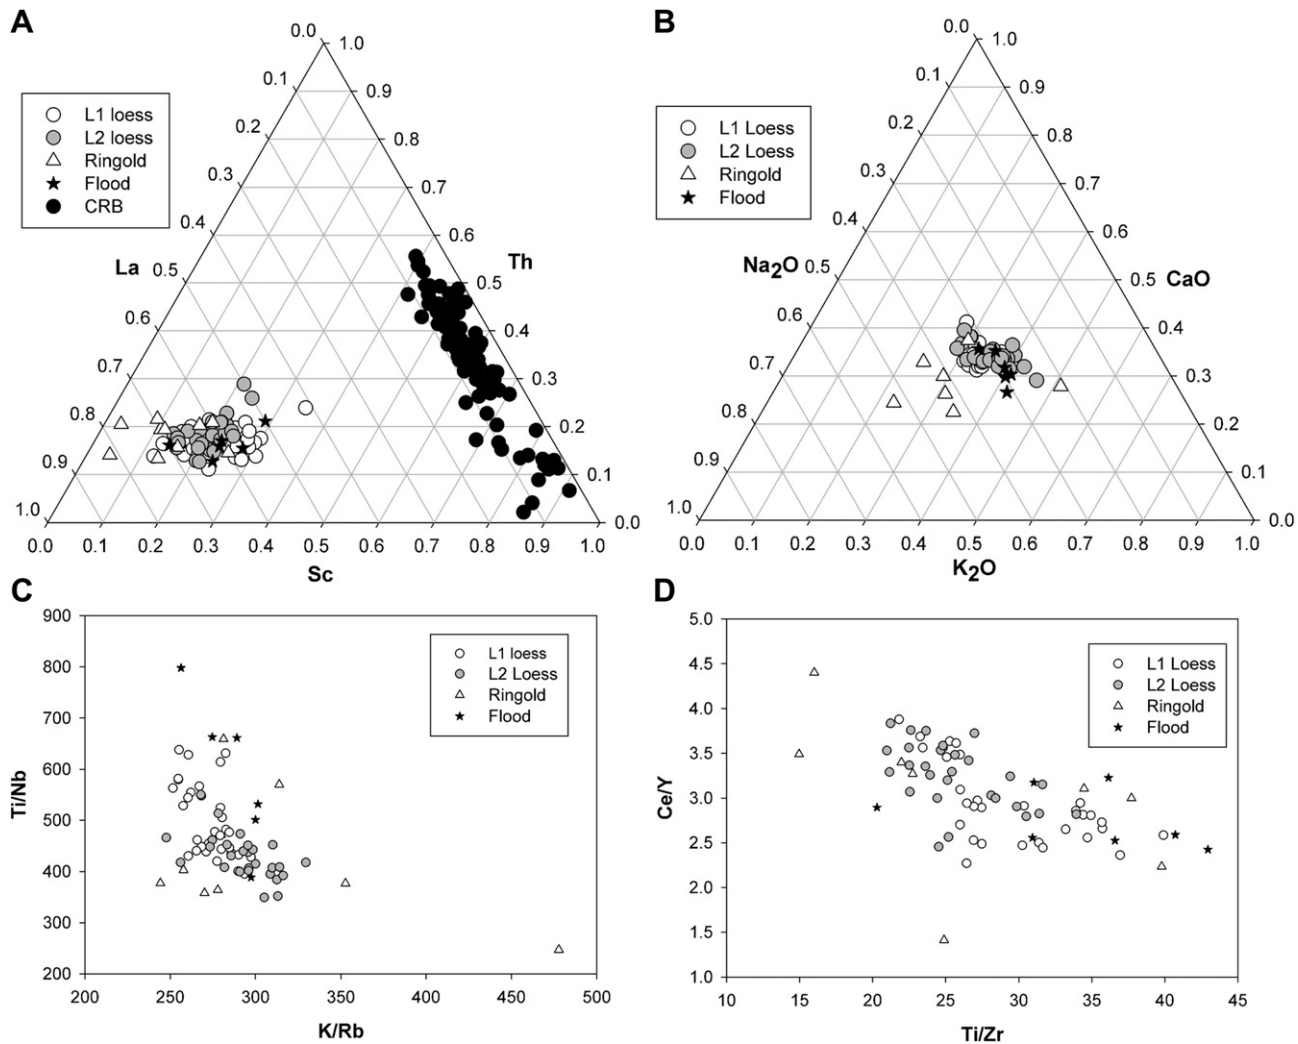 A
L1 loess
L2 loess
Ringold
Flood
CRB
La
Th
Sc
0.0
0.1
0.2
0.3
0.4
0.5
0.6
0.7
0.8
0.9
1.0
1.0
0.9
0.8
0.7
0.6
0.5
0.4
0.3
0.2
0.1
0.0
0.0 0.1 0.2 0.3 0.4 0.5 0.6 0.7 0.8 0.9 1.0
B
L1 Loess
L2 Loess
Ringold
Flood
Na2O
CaO
K2O
0.0
0.1
0.2
0.3
0.4
0.5
0.6
0.7
0.8
0.9
1.0
1.0
0.9
0.8
0.7
0.6
0.5
0.4
0.3
0.2
0.1
0.0
0.0 0.1 0.2 0.3 0.4 0.5 0.6 0.7 0.8 0.9 1.0
C
L1 loess
L2 Loess
Ringold
Flood
Ti/Nb
900
800
700
600
500
400
300
200
200 250 300 350 400 450 500
K/Rb
D
L1 Loess
L2 Loess
Ringold
Flood
Ce/Y
5.0
4.5
4.0
3.5
3.0
2.5
2.0
1.5
1.0
10 15 20 25 30 35 40 45
Ti/Zr